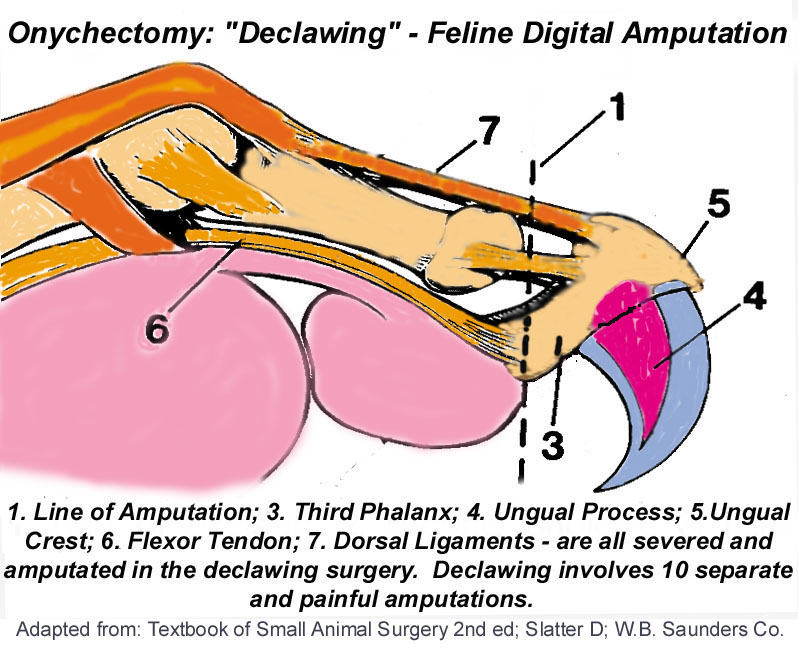 Onychectomy: "Declawing" - Feline Digital Amputation
1
7
5
4
6
3
1. Line of Amputation; 3. Third Phalanx; 4. Ungual Process; 5.Ungual
Crest; 6. Flexor Tendon; 7. Dorsal Ligaments - are all severed and
amputated in the declawing surgery. Declawing involves 10 separate
and painful amputations.
Adapted from: Textbook of Small Animal Surgery 2nd ed; Slatter D; W.B. Saunders Co.